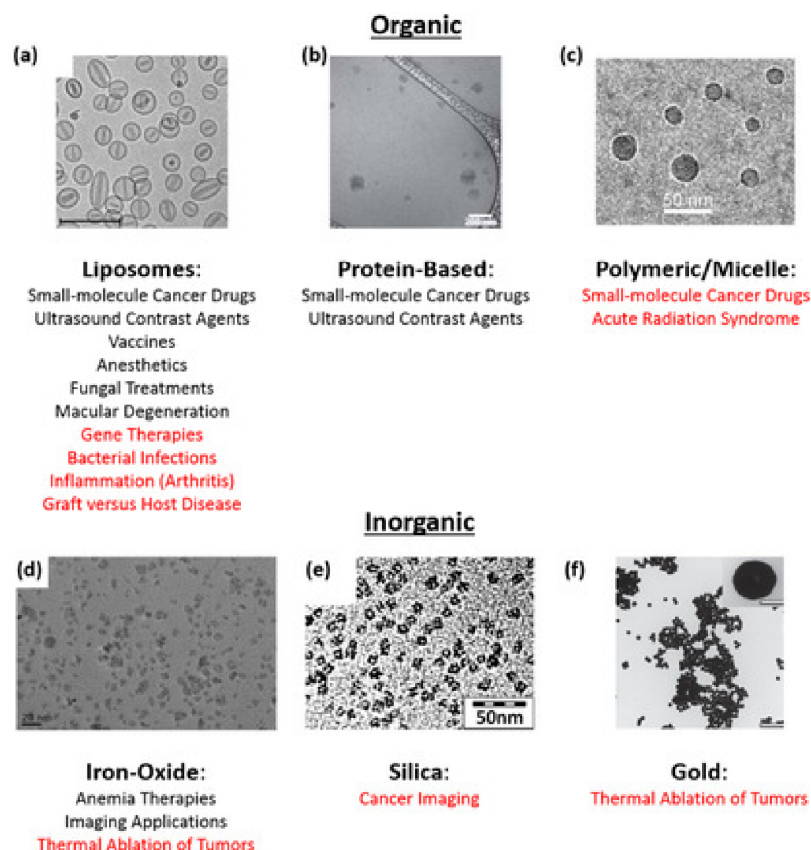 Organic
(a)
(b)
(c)
50 nm
Liposomes:
Small-molecule Cancer Drugs
Ultrasound Contrast Agents
Vaccines
Anesthetics
Fungal Treatments
Macular Degeneration
Gene Therapies
Bacterial Infections
Inflammation (Arthritis)
Graft versus Host Disease
Protein-Based:
Small-molecule Cancer Drugs
Ultrasound Contrast Agents
Polymeric/Micelle:
Small-molecule Cancer Drugs
Acute Radiation Syndrome
Inorganic
(d)
(e)
(f)
50nm
Iron-Oxide:
Anemia Therapies
Imaging Applications
Thermal Ablation of Tumors
Silica:
Cancer Imaging
Gold:
Thermal Ablation of Tumors